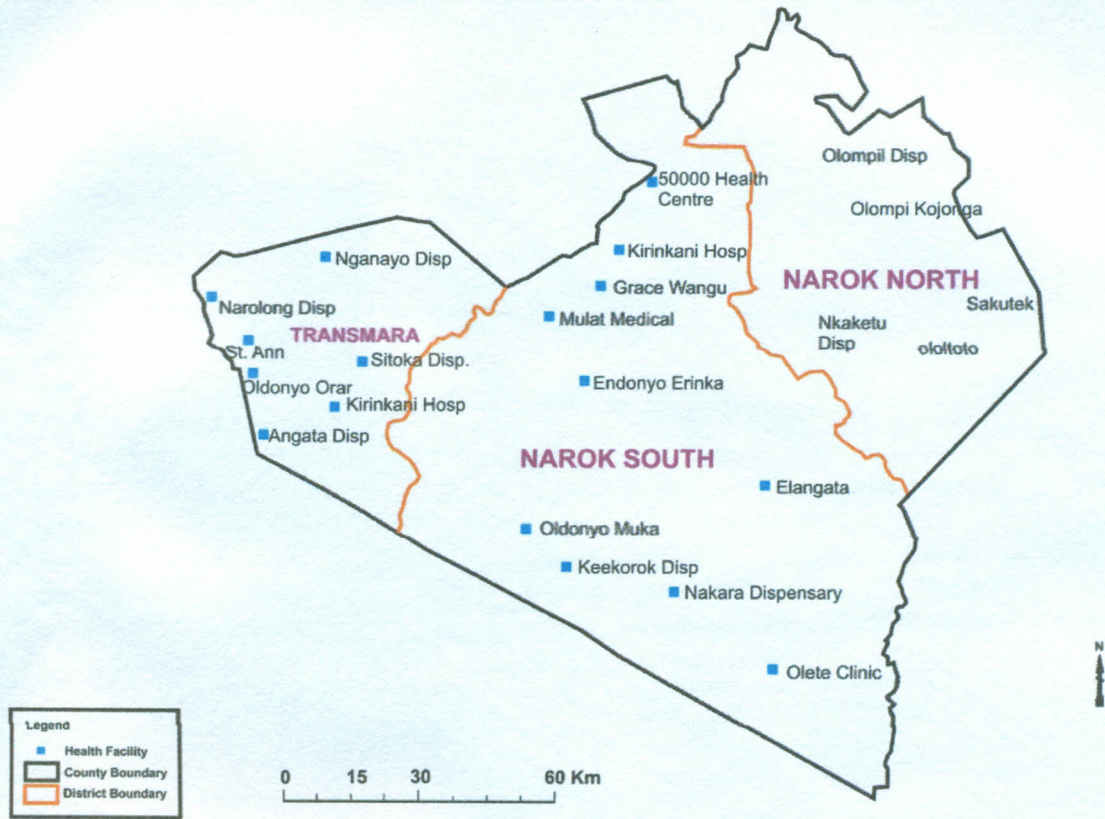 Olompil Disp
50000 Health
Centre
Olompi Kojonga
Kirinkani Hosp
Nganayo Disp
NAROK NORTH
Grace Wangu
Narolong Disp
Sakutek
Mulat Medical
Nkaketu
Disp
TRANSMARA
St. Ann
Sitoka Disp.
ololtoto
Oldonyo Orar
Endonyo Erinka
Kirinkani Hosp
Angata Disp
NAROK SOUTH
Elangata
Oldonyo Muka
Keekorok Disp
Nakara Dispensary
N
Olete Clinic
Legend
Health Facility
County Boundary
District Boundary
0 15 30 60 Km